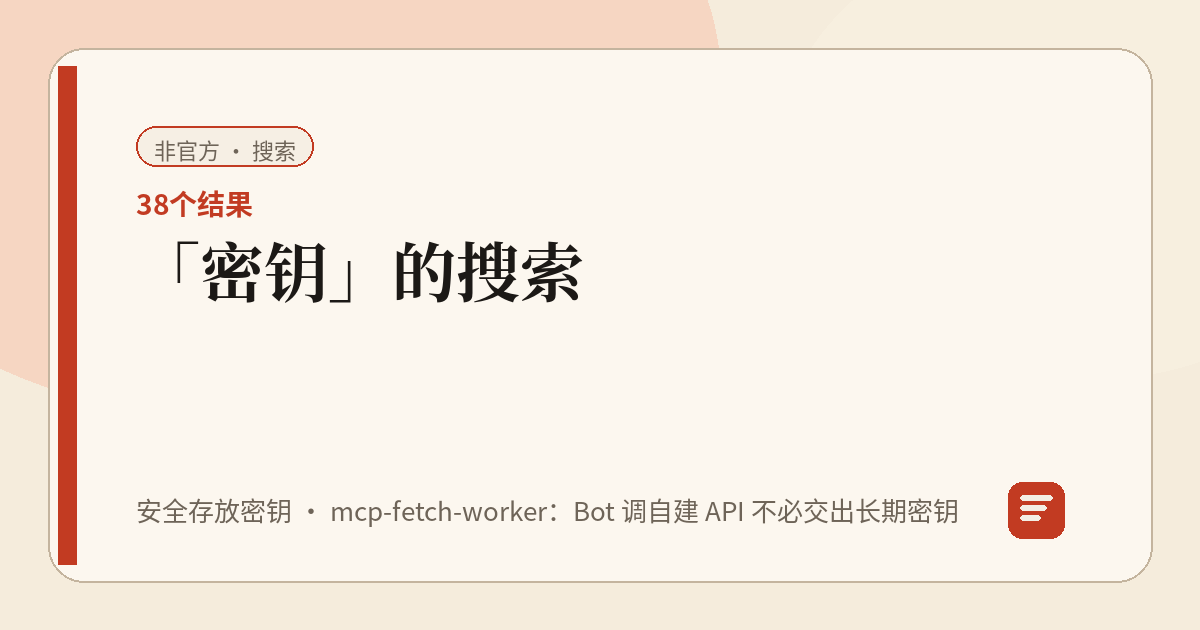 非官方 · 搜索
38个结果
「密钥」的搜索
安全存放密钥 · mcp-fetch-worker：Bot 调自建 API 不必交出长期密钥